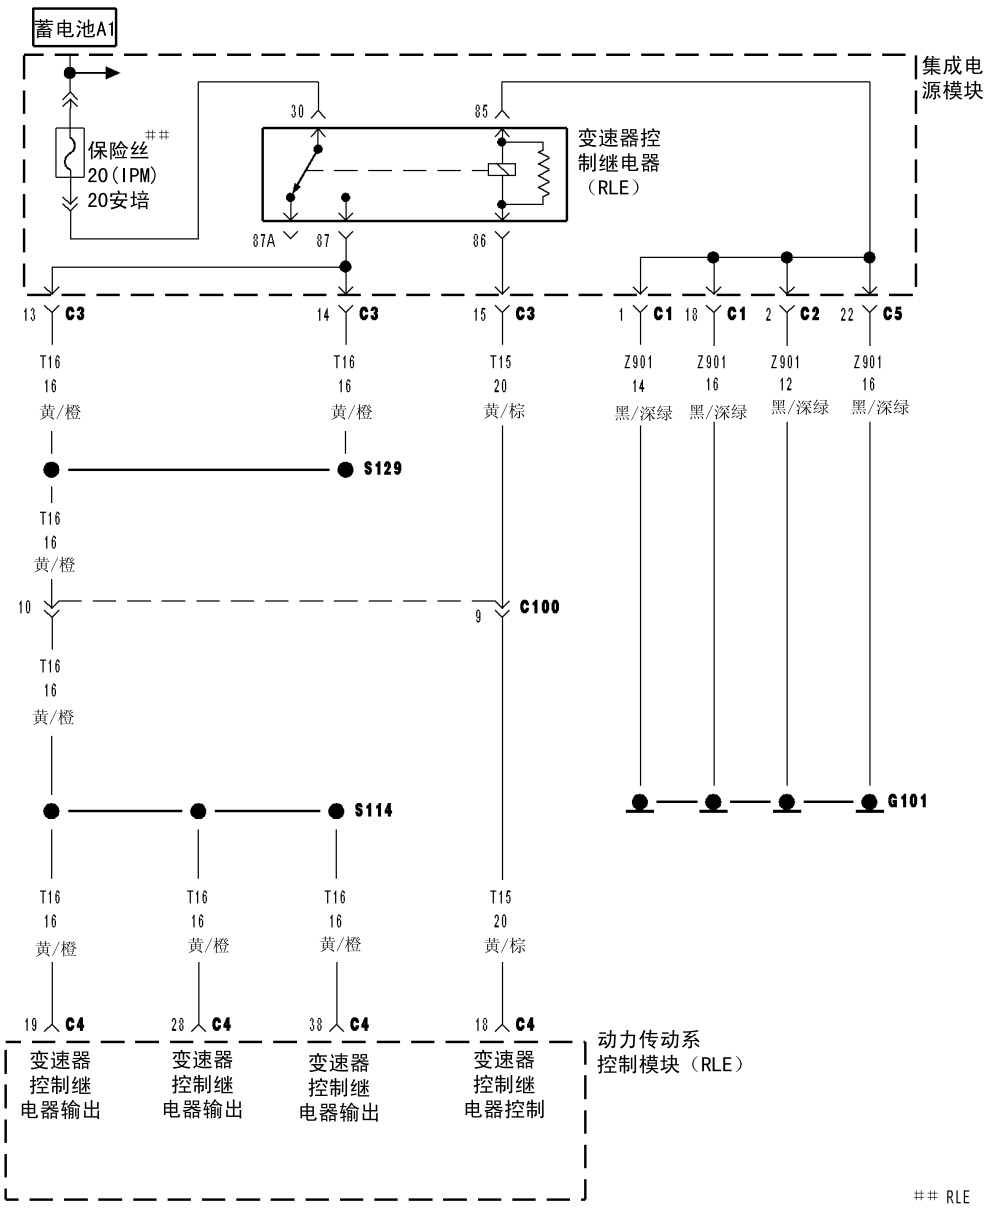 蓄电池A1
集成电
源模块
##
保险丝
20(IPM)
20安培
30
85
变速器控
制继电器
(RLE)
87A
87
86
13
C3
14
C3
15
C3
1
C1
18
C1
2
C2
22
C5
T16
16
黄/橙
T16
16
黄/橙
T15
20
黄/棕
Z901
14
黑/深绿
Z901
16
黑/深绿
Z901
12
黑/深绿
Z901
16
黑/深绿
S129
T16
16
黄/橙
10
9
C100
T16
16
黄/橙
S114
G101
T16
16
黄/橙
T16
16
黄/橙
T16
16
黄/橙
T15
20
黄/棕
19
C4
28
C4
38
C4
18
C4
动力传动系
控制模块(RLE)
变速器
控制继
电器输出
变速器
控制继
电器输出
变速器
控制继
电器输出
变速器
控制继
电器控制
## RLE